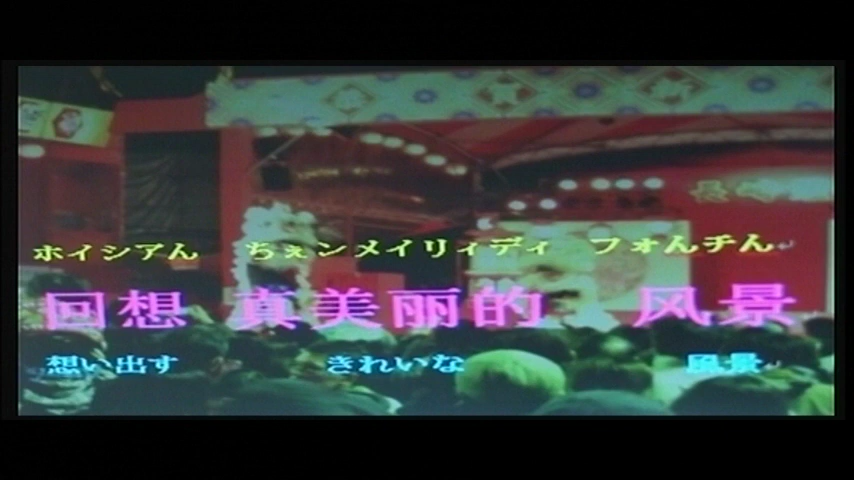 ホイシアん ちぇンメイリィディ フォんチん
回想 真美丽的 风景
想い出す きれいな 風景